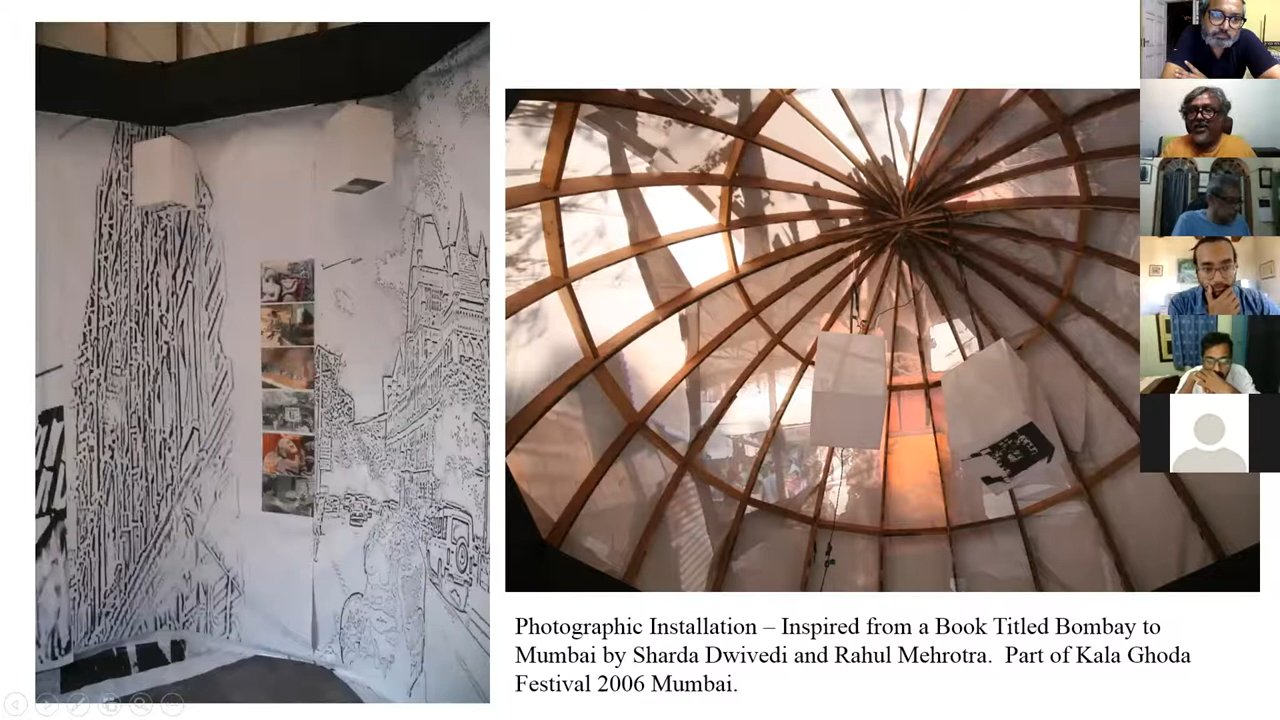 Photographic Installation – Inspired from a Book Titled Bombay to
Mumbai by Sharda Dwivedi and Rahul Mehrotra.  Part of Kala Ghoda
Festival 2006 Mumbai.